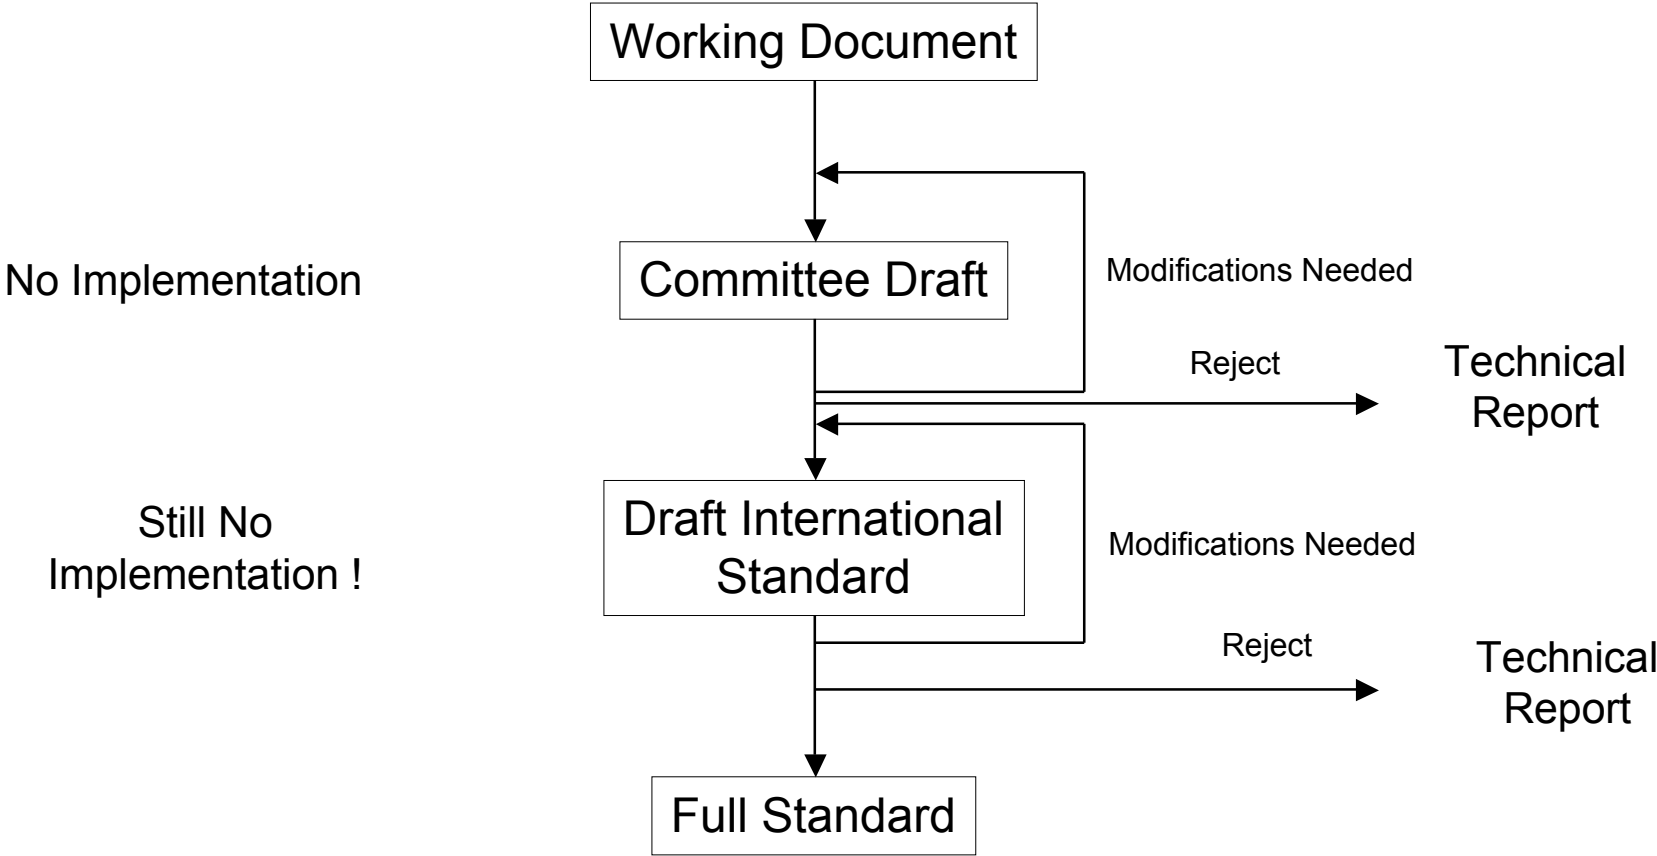 Working Document
No Implementation
Committee Draft
Modifications Needed
Reject
Technical
Report
Still No
Implementation !
Draft International
Standard
Modifications Needed
Reject
Technical
Report
Full Standard